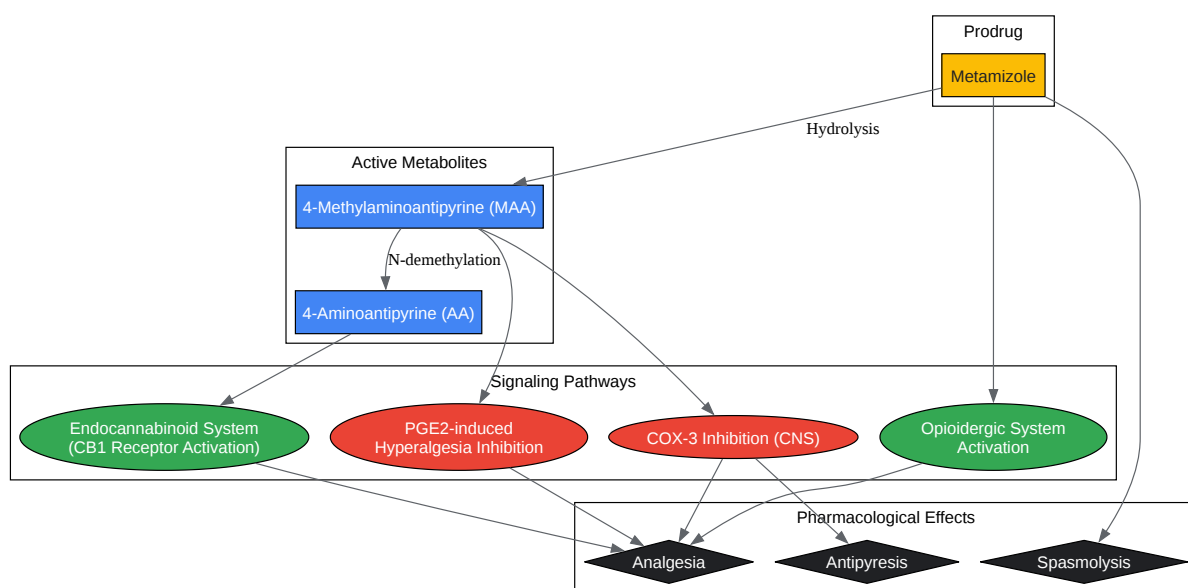 Prodrug
Metamizole
Hydrolysis
Active Metabolites
4-Methylaminoantipyrine (MAA)
N-demethylation
4-Aminoantipyrine (AA)
Signaling Pathways
Endocannabinoid System
(CB1 Receptor Activation)
PGE2-induced
Hyperalgesia Inhibition
COX-3 Inhibition (CNS)
Opioidergic System
Activation
Pharmacological Effects
Analgesia
Antipyresis
Spasmolysis